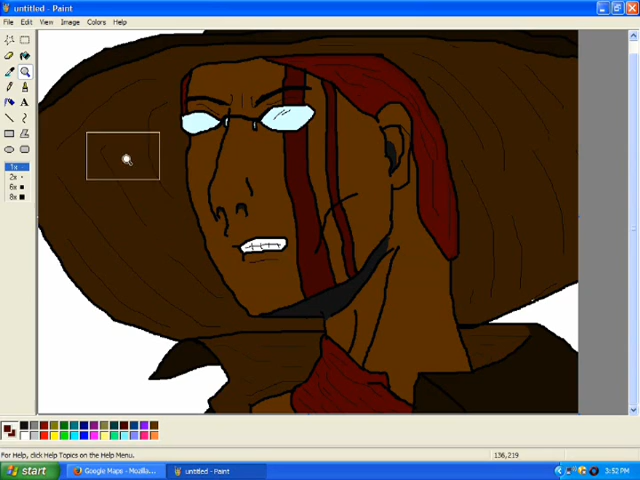 untitled - Paint
File Edit View Image Colors Help
A
1x
2x
6x
8x
For Help, click Help Topics on the Help Menu.
136,219
start
Google Maps - Mozilla...
untitled - Paint
3:52 PM